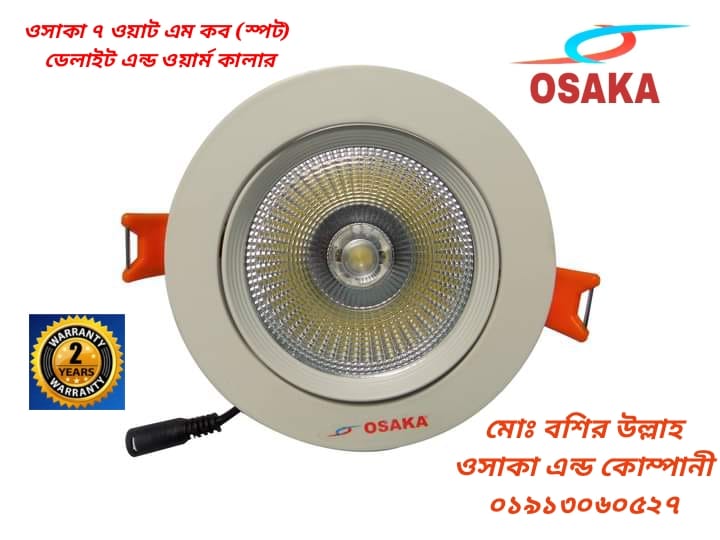 ওসাকা ৭ ওয়াট এম কব (স্পট)
ডেলাইট এন্ড ওয়ার্ম কালার
OSAKA
WARRANTY
2
YEARS
WARRANTY
OSAKA
মোঃ বশির উল্লাহ
ওসাকা এন্ড কোম্পানী
০১৯১৩০৬০৫২৭